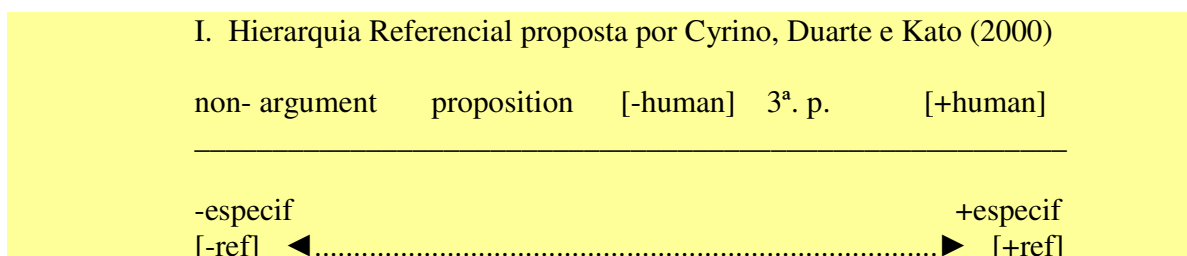 I. Hierarquia Referencial proposta por Cyrino, Duarte e Kato (2000)
non- argument proposition [-human] 3ª. p. [+human]
-especif +especif
[-ref] ◄................................................................................► [+ref]